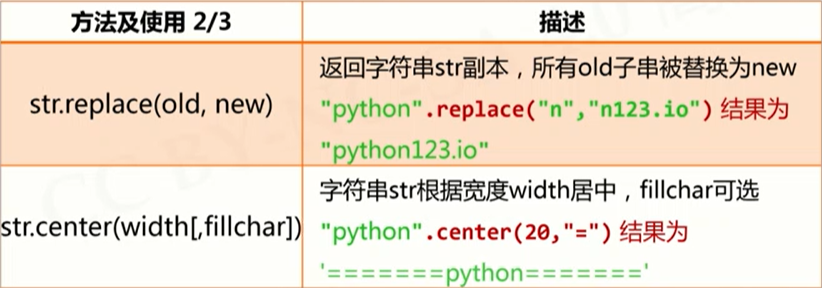 方法及使用 2/3
描述
str.replace(old, new)
返回字符串str副本，所有old子串被替换为new
"python".replace("n","n123.io") 结果为
"python123.io"
str.center(width[,fillchar])
字符串str根据宽度width居中，fillchar可选
"python".center(20,"=") 结果为
'=======python======='